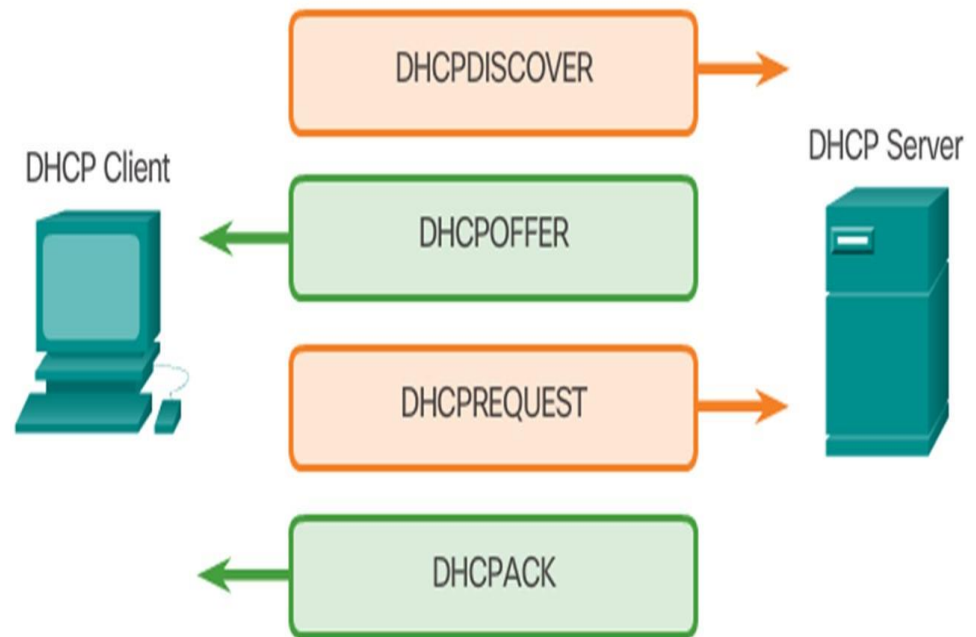 DHCPDISCOVER
DHCP Server
DHCP Client
DHCPOFFER
DHCPREQUEST
DHCPACK